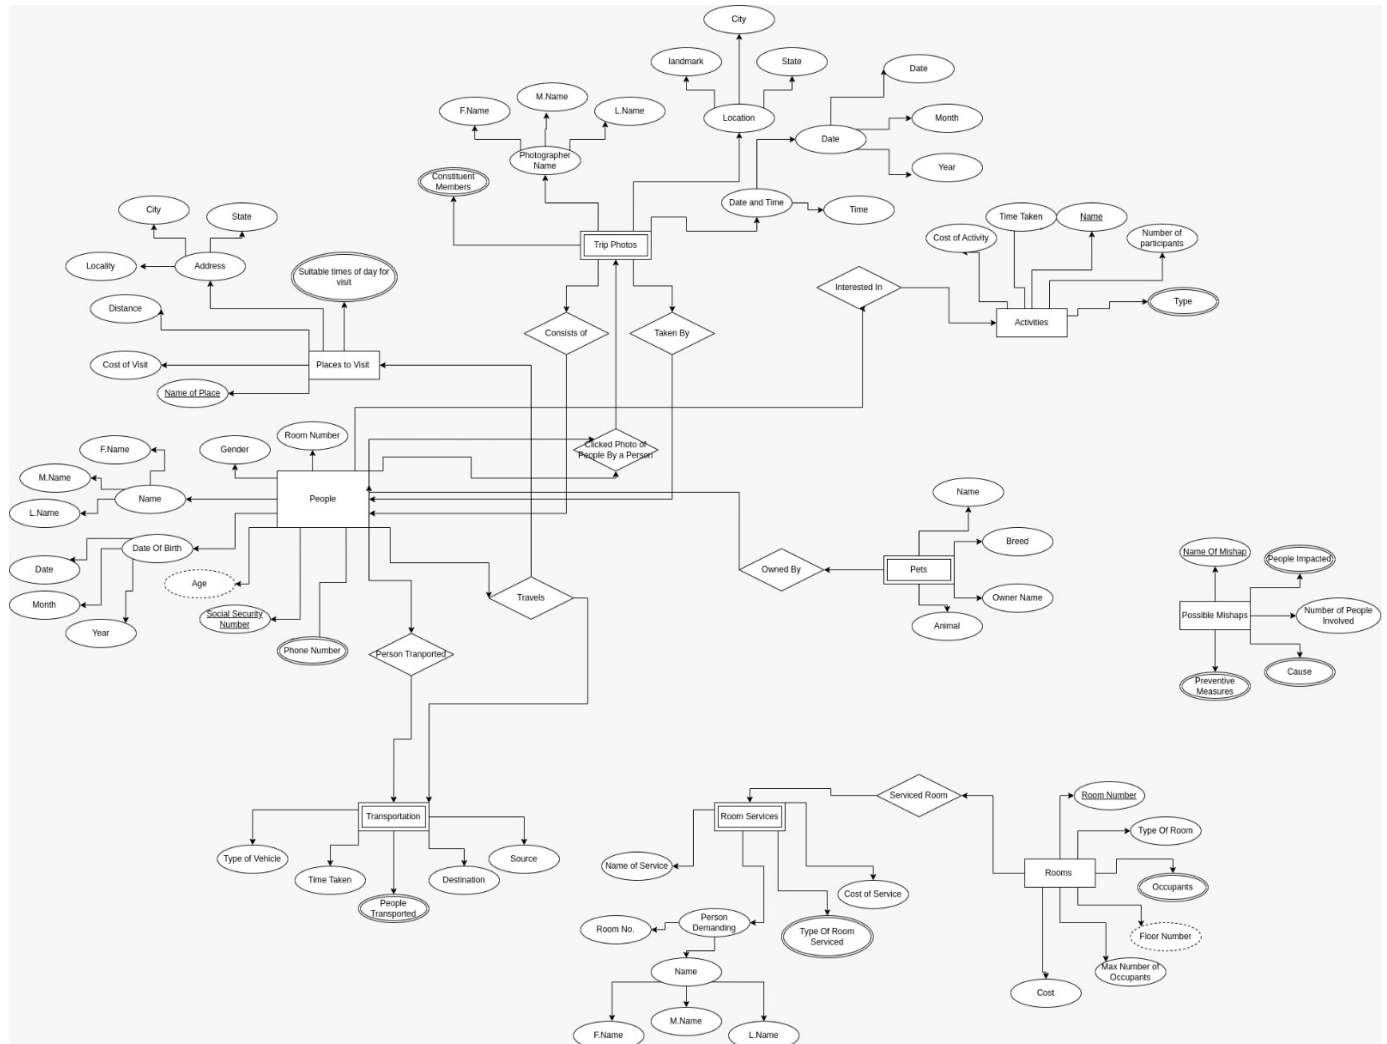 City
landmark
State
Date
F.Name
M.Name
L.Name
Location
Month
Date
Photographer
Name
Year
Constituent
Members
Date and Time
Time
City
State
Time Taken
Name
Cost of Activity
Number of
participants
Trip Photos
Locality
Address
Suitable times of day for
visit
Interested In
Type
Distance
Activities
Consists of
Taken By
Cost of Visit
Places to Visit
Name of Place
F.Name
Gender
Room Number
Clicked Photo of
People By a Person
M.Name
Name
People
L.Name
Name
Date Of Birth
Breed
Name Of Mishap
People Impacted
Date
Age
Owned By
Pets
Month
Social Security
Number
Travels
Owner Name
Possible Mishaps
Number of People
Involved
Year
Animal
Phone Number
Person Tranported
Cause
Preventive
Measures
Serviced Room
Room Number
Transportation
Room Services
Type Of Room
Type of Vehicle
Source
Name of Service
Rooms
Time Taken
Destination
Cost of Service
Occupants
People
Transported
Room No.
Person
Demanding
Type Of Room
Serviced
Floor Number
Name
Max Number of
Occupants
Cost
F.Name
M.Name
L.Name